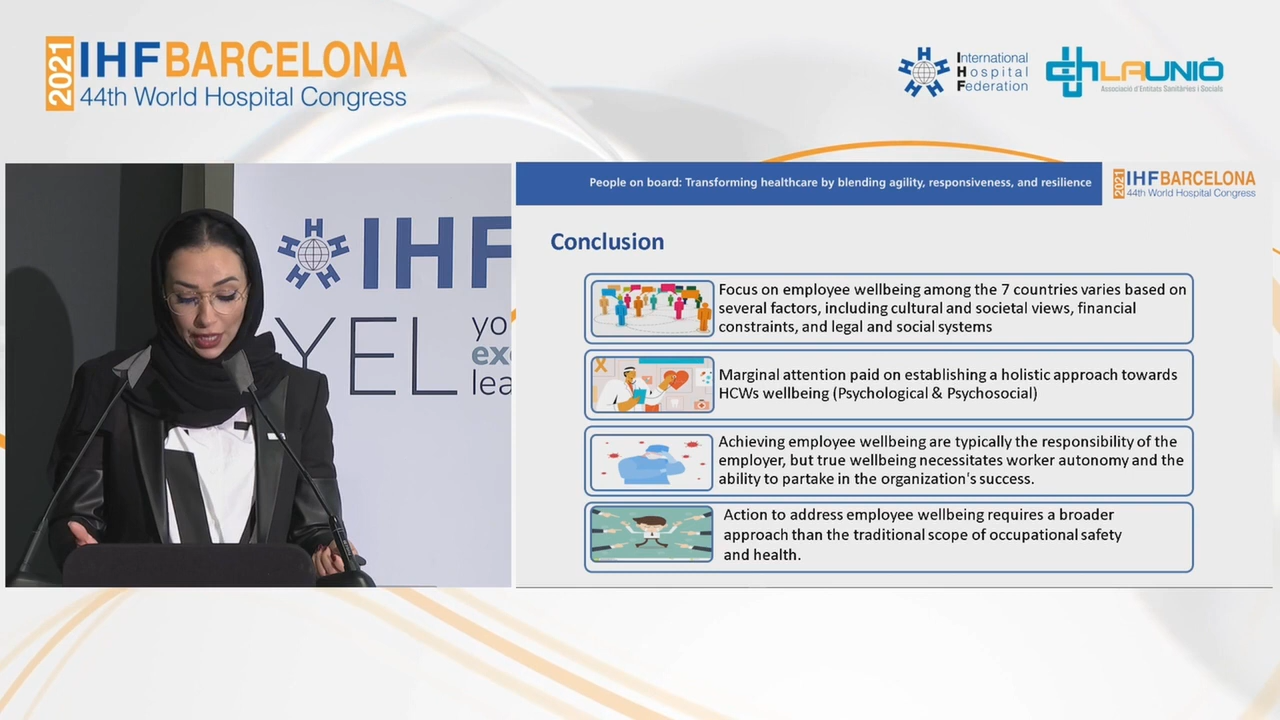 2021 IHF BARCELONA
44th World Hospital Congress
International
Hospital
Federation
LAUNIÓ
Associació d'Entitats Sanitàries i Socials
IHF
YEL
yo
exe
lea
People on board: Transforming healthcare by blending agility, responsiveness, and resilience
2021 IHF BARCELONA
44th World Hospital Congress
Conclusion
Focus on employee wellbeing among the 7 countries varies based on
several factors, including cultural and societal views, financial
constraints, and legal and social systems
Marginal attention paid on establishing a holistic approach towards
HCWs wellbeing (Psychological & Psychosocial)
Achieving employee wellbeing are typically the responsibility of the
employer, but true wellbeing necessitates worker autonomy and the
ability to partake in the organization's success.
Action to address employee wellbeing requires a broader
approach than the traditional scope of occupational safety
and health.